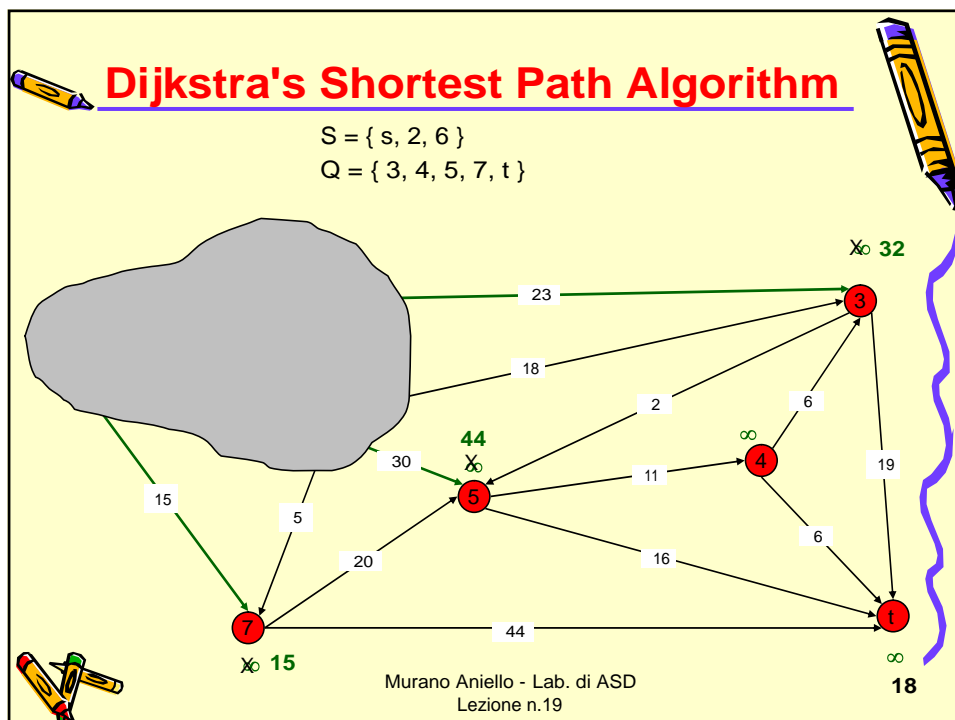 Dijkstra's Shortest Path Algorithm
S = { s, 2, 6 }
Q = { 3, 4, 5, 7, t }
X ∞ 32
23
3
18
2
6
44
X ∞
∞
4
30
5
11
19
15
5
6
20
16
t
7
44
X ∞ 15
∞
Murano Aniello - Lab. di ASD
Lezione n.19
18